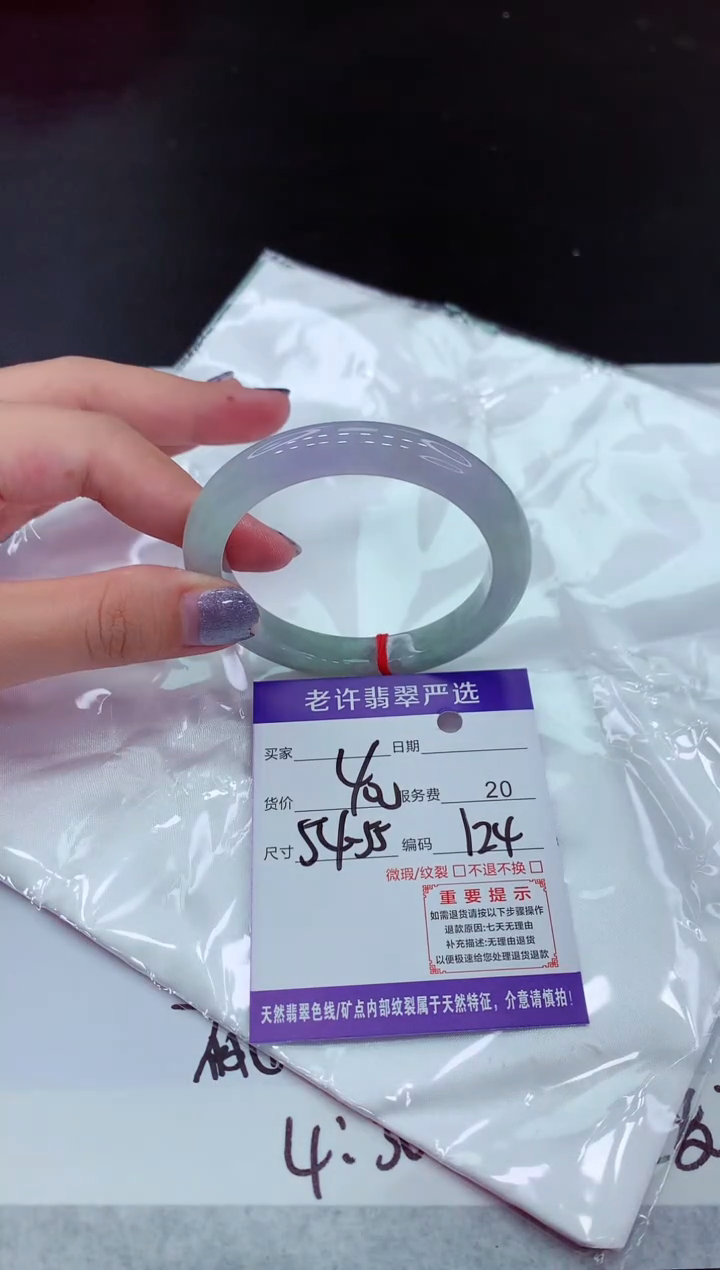 老许翡翠严选
买家 日期
货价 服务费 20
尺寸 54-55 编码 124
微瑕/纹裂 □不退不换 □
重要提示
如需退货请按以下步骤操作
退款原因:七天无理由
补充描述:无理由退货
以便极速给您处理退货退款
天然翡翠色线/矿点内部纹裂属于天然特征，介意请慎拍！